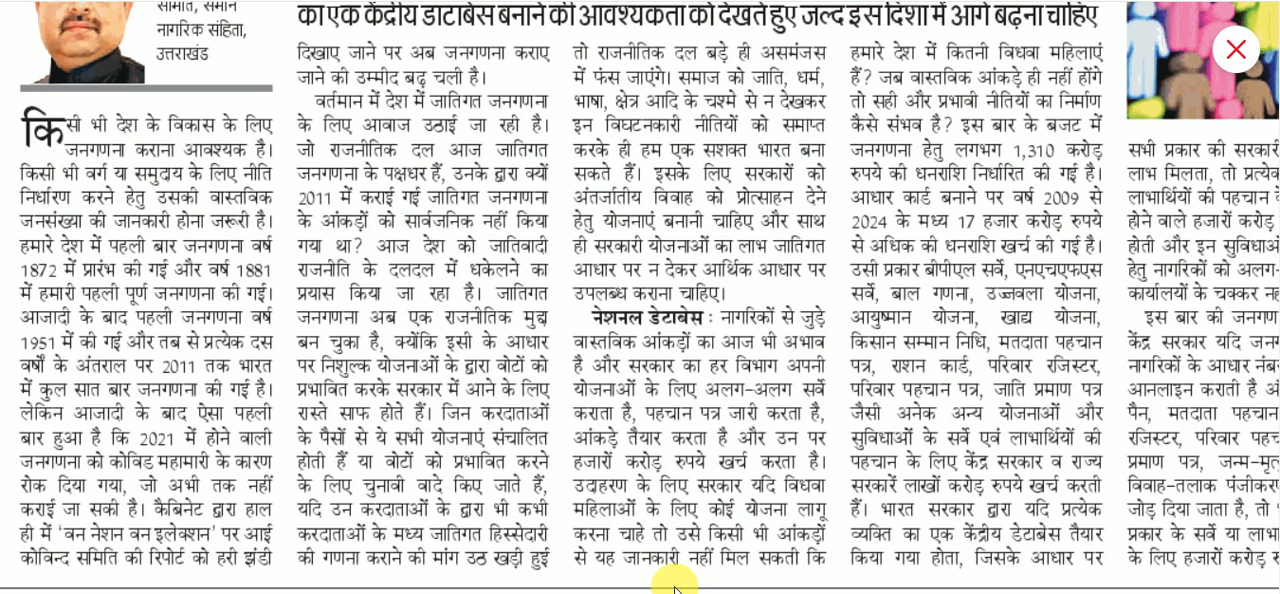 का एक केंद्रीय डाटाबेस बनाने की आवश्यकता को देखते हुए जल्द इस दिशा में आगे बढ़ना चाहिए
समिति, समान
नागरिक संहिता,
उत्तराखंड
किसी भी देश के विकास के लिए
जनगणना कराना आवश्यक है।
किसी भी वर्ग या समुदाय के लिए नीति
निर्धारण करने हेतु उसकी वास्तविक
जनसंख्या की जानकारी होना जरूरी है।
हमारे देश में पहली बार जनगणना वर्ष
1872 में प्रारंभ की गई और वर्ष 1881
में हमारी पहली पूर्ण जनगणना की गई।
आजादी के बाद पहली जनगणना वर्ष
1951 में की गई और तब से प्रत्येक दस
वर्षों के अंतराल पर 2011 तक भारत
में कुल सात बार जनगणना की गई है।
लेकिन आजादी के बाद ऐसा पहली
बार हुआ है कि 2021 में होने वाली
जनगणना को कोविड महामारी के कारण
रोक दिया गया, जो अभी तक नहीं
कराई जा सकी है। कैबिनेट द्वारा हाल
ही में 'वन नेशन वन इलेक्शन' पर आई
कोविन्द समिति की रिपोर्ट को हरी झंडी
दिखाए जाने पर अब जनगणना कराए
जाने की उम्मीद बढ़ चली है।
वर्तमान में देश में जातिगत जनगणना
के लिए आवाज उठाई जा रही है।
जो राजनीतिक दल आज जातिगत
जनगणना के पक्षधर हैं, उनके द्वारा क्यों
2011 में कराई गई जातिगत जनगणना
के आंकड़ों को सार्वजनिक नहीं किया
गया था? आज देश को जातिवादी
राजनीति के दलदल में धकेलने का
प्रयास किया जा रहा है। जातिगत
जनगणना अब एक राजनीतिक मुद्दा
बन चुका है, क्योंकि इसी के आधार
पर निशुल्क योजनाओं के द्वारा वोटों को
प्रभावित करके सरकार में आने के लिए
रास्ते साफ होते हैं। जिन करदाताओं
के पैसों से ये सभी योजनाएं संचालित
होती हैं या वोटों को प्रभावित करने
के लिए चुनावी वादे किए जाते हैं,
यदि उन करदाताओं के द्वारा भी कभी
करदाताओं के मध्य जातिगत हिस्सेदारी
की गणना कराने की मांग उठ खड़ी हुई
तो राजनीतिक दल बड़े ही असमंजस
में फंस जाएंगे। समाज को जाति, धर्म,
भाषा, क्षेत्र आदि के चश्मे से न देखकर
इन विघटनकारी नीतियों को समाप्त
करके ही हम एक सशक्त भारत बना
सकते हैं। इसके लिए सरकारों को
अंतर्जातीय विवाह को प्रोत्साहन देने
हेतु योजनाएं बनानी चाहिए और साथ
ही सरकारी योजनाओं का लाभ जातिगत
आधार पर न देकर आर्थिक आधार पर
उपलब्ध कराना चाहिए।
नेशनल डेटाबेस : नागरिकों से जुड़े
वास्तविक आंकड़ों का आज भी अभाव
है और सरकार का हर विभाग अपनी
योजनाओं के लिए अलग-अलग सर्वे
कराता है, पहचान पत्र जारी करता है,
आंकड़े तैयार करता है और उन पर
हजारों करोड़ रुपये खर्च करता है।
उदाहरण के लिए सरकार यदि विधवा
महिलाओं के लिए कोई योजना लागू
करना चाहे तो उसे किसी भी आंकड़ों
से यह जानकारी नहीं मिल सकती कि
हमारे देश में कितनी विधवा महिलाएं
हैं? जब वास्तविक आंकड़े ही नहीं होंगे
तो सही और प्रभावी नीतियों का निर्माण
कैसे संभव है? इस बार के बजट में
जनगणना हेतु लगभग 1,310 करोड़
रुपये की धनराशि निर्धारित की गई है।
आधार कार्ड बनाने पर वर्ष 2009 से
2024 के मध्य 17 हजार करोड़ रुपये
से अधिक की धनराशि खर्च की गई है।
उसी प्रकार बीपीएल सर्वे, एनएचएफएस
सर्वे, बाल गणना, उज्जवला योजना,
आयुष्मान योजना, खाद्य योजना,
किसान सम्मान निधि, मतदाता पहचान
पत्र, राशन कार्ड, परिवार रजिस्टर,
परिवार पहचान पत्र, जाति प्रमाण पत्र
जैसी अनेक अन्य योजनाओं और
सुविधाओं के सर्वे एवं लाभार्थियों की
पहचान के लिए केंद्र सरकार व राज्य
सरकारें लाखों करोड़ रुपये खर्च करती
हैं। भारत सरकार द्वारा यदि प्रत्येक
व्यक्ति का एक केंद्रीय डेटाबेस तैयार
किया गया होता, जिसके आधार पर
सभी प्रकार की सरकारी
लाभ मिलता, तो प्रत्येक
लाभार्थियों की पहचान
होने वाले हजारों करोड़
होती और इन सुविधाओं
हेतु नागरिकों को अलग-
कार्यालयों के चक्कर
इस बार की जनगण
केंद्र सरकार यदि जन
नागरिकों के आधार नंब
आनलाइन कराती है
पैन, मतदाता पहचान
रजिस्टर, परिवार पहच
प्रमाण पत्र, जन्म-मृत्
विवाह-तलाक पंजीकर
जोड़ दिया जाता है, तो
प्रकार के सर्वे या लाभा
के लिए हजारों करोड़